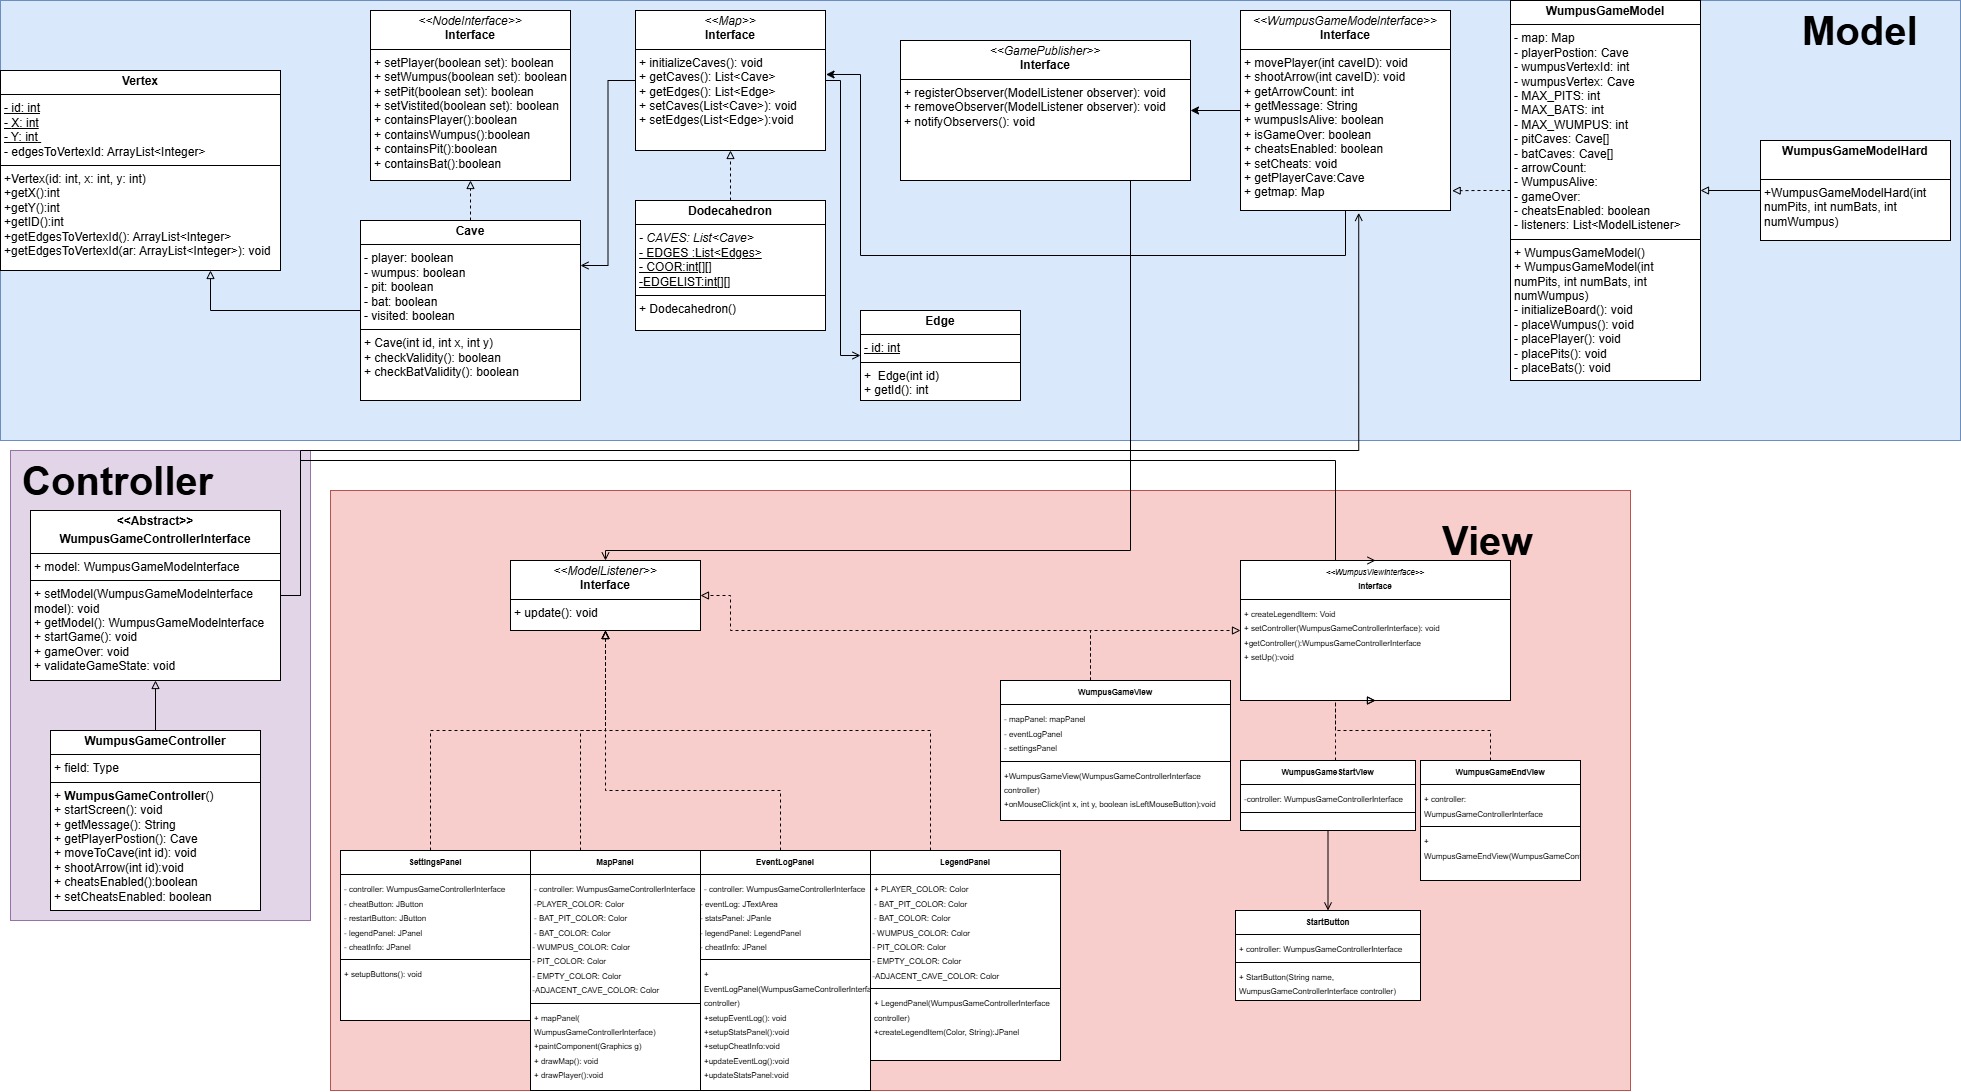 Model
Vertex
- id: int
- X: int
- Y: int
- edgesToVertexId: ArrayList<Integer>
+Vertex(id: int, x: int, y: int)
+getX():int
+getY():int
+getID():int
+getEdgesToVertexId(): ArrayList<Integer>
+getEdgesToVertexId(ar: ArrayList<Integer>): void
<<NodeInterface>>
Interface
+ setPlayer(boolean set): boolean
+ setWumpus(boolean set): boolean
+ setPit(boolean set): boolean
+ setVistited(boolean set): boolean
+ containsPlayer():boolean
+ containsWumpus():boolean
+ containsPit():boolean
+ containsBat():boolean
Cave
- player: boolean
- wumpus: boolean
- pit: boolean
- bat: boolean
- visited: boolean
+ Cave(int id, int x, int y)
+ checkValidity(): boolean
+ checkBatValidity(): boolean
<<Map>>
Interface
+ initializeCaves(): void
+ getCaves(): List<Cave>
+ getEdges(): List<Edge>
+ setCaves(List<Cave>): void
+ setEdges(List<Edge>):void
Dodecahedron
- CAVES: List<Cave>
- EDGES :List<Edges>
- COOR:int[][]
-EDGELIST:int[][]
+ Dodecahedron()
Edge
- id: int
+  Edge(int id)
+ getId(): int
<<GamePublisher>>
Interface
+ registerObserver(ModelListener observer): void
+ removeObserver(ModelListener observer): void
+ notifyObservers(): void
<<WumpusGameModeInterface>>
Interface
+ movePlayer(int caveID): void
+ shootArrow(int caveID): void
+ getArrowCount: int
+ getMessage: String
+ wumpusIsAlive: boolean
+ isGameOver: boolean
+ cheatsEnabled: boolean
+ setCheats: void
+ getPlayerCave:Cave
+ getmap: Map
WumpusGameModel
- map: Map
- playerPostion: Cave
- wumpusVertexId: int
- wumpusVertex: Cave
- MAX_PITS: int
- MAX_BATS: int
- MAX_WUMPUS: int
- pitCaves: Cave[]
- batCaves: Cave[]
- arrowCount:
- WumpusAlive:
- gameOver:
- cheatsEnabled: boolean
- listeners: List<ModelListener>
+ WumpusGameModel()
+ WumpusGameModel(int
numPits, int numBats, int
numWumpus)
- initializeBoard(): void
- placeWumpus(): void
- placePlayer(): void
- placePits(): void
- placeBats(): void
WumpusGameModelHard
+WumpusGameModelHard(int
numPits, int numBats, int
numWumpus)
Controller
<<Abstract>>
WumpusGameControllerInterface
+ model: WumpusGameModeInterface
+ setModel(WumpusGameModeInterface
model): void
+ getModel(): WumpusGameModeInterface
+ startGame(): void
+ gameOver: void
+ validateGameState: void
WumpusGameController
+ field: Type
+ WumpusGameController()
+ startScreen(): void
+ getMessage(): String
+ getPlayerPostion(): Cave
+ moveToCave(int id): void
+ shootArrow(int id):void
+ cheatsEnabled():boolean
+ setCheatsEnabled: boolean
View
<<ModelListener>>
Interface
+ update(): void
<<WumpusViewInterface>>
Interface
+ createLegendItem: Void
+ setController(WumpusGameControllerInterface): void
+getController():WumpusGameControllerInterface
+ setUp():void
WumpusGameView
- mapPanel: mapPanel
- eventLogPanel
- settingsPanel
+WumpusGameView(WumpusGameControllerInterface
controller)
+onMouseClick(int x, int y, boolean isLeftMouseButton):void
WumpusGameStartView
-controller: WumpusGameControllerInterface
WumpusGameEndView
+ controller:
WumpusGameControllerInterface
+
WumpusGameEndView(WumpusGameCon
StartButton
+ controller: WumpusGameControllerInterface
+ StartButton(String name,
WumpusGameControllerInterface controller)
SettingsPanel
- controller: WumpusGameControllerInterface
- cheatButton: JButton
- restartButton: JButton
- legendPanel: JPanel
- cheatInfo: JPanel
+ setupButtons(): void
MapPanel
- controller: WumpusGameControllerInterface
-PLAYER_COLOR: Color
- BAT_PIT_COLOR: Color
- BAT_COLOR: Color
- WUMPUS_COLOR: Color
- PIT_COLOR: Color
- EMPTY_COLOR: Color
-ADJACENT_CAVE_COLOR: Color
+ mapPanel(
WumpusGameControllerInterface)
+paintComponent(Graphics g)
+ drawMap(): void
+ drawPlayer():void
EventLogPanel
- controller: WumpusGameControllerInterface
- eventLog: JTextArea
- statsPanel: JPanle
- legendPanel: LegendPanel
- cheatInfo: JPanel
+
EventLogPanel(WumpusGameControllerInterfa
controller)
+setupEventLog(): void
+setupStatsPanel():void
+setupCheatInfo:void
+updateEventLog():void
+updateStatsPanel:void
LegendPanel
+ PLAYER_COLOR: Color
- BAT_PIT_COLOR: Color
- BAT_COLOR: Color
- WUMPUS_COLOR: Color
- PIT_COLOR: Color
- EMPTY_COLOR: Color
-ADJACENT_CAVE_COLOR: Color
+ LegendPanel(WumpusGameControllerInterface
controller)
+createLegendItem(Color, String):JPanel